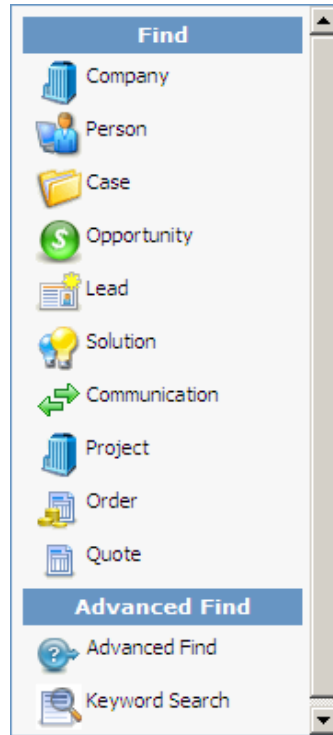 Find
Company
Person
Case
Opportunity
Lead
Solution
Communication
Project
Order
Quote
Advanced Find
Advanced Find
Keyword Search